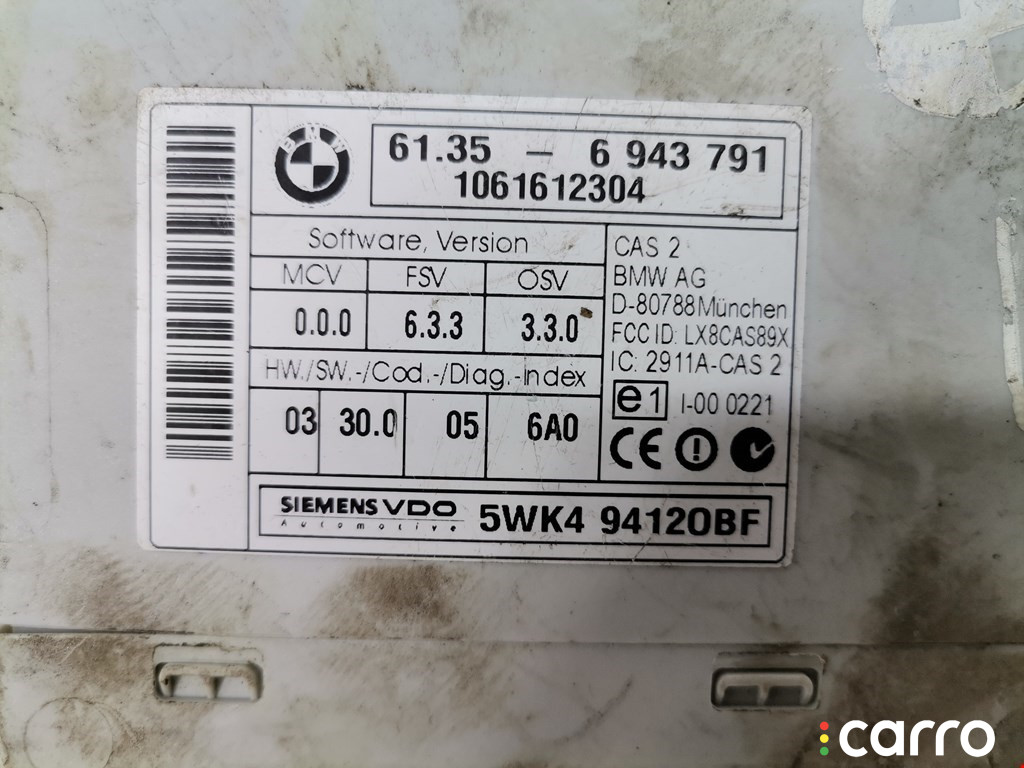 BMW
61.35 – 6 943 791
1061612304
Software, Version
MCV FSV OSV
0.0.0 6.3.3 3.3.0
HW./SW.-/Cod.-/Diag.-Index
03 30.0 05 6A0
CAS 2
BMW AG
D-80788 München
FCC ID: LX8CAS89X
IC: 2911A-CAS 2
e1 I-00 0221
CE
SIEMENS VDO
Automotive
5WK4 94120BF
carro